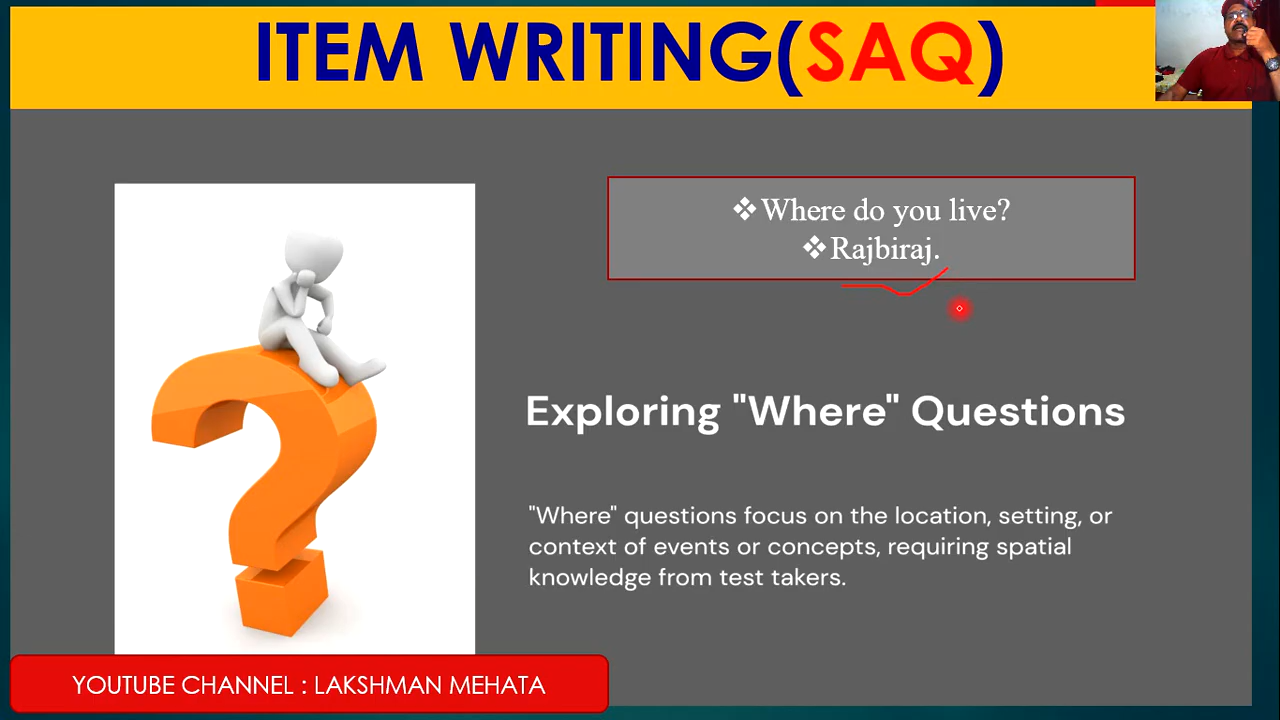 ITEM WRITING(SAQ)
❖Where do you live?
❖Rajbiraj.
Exploring "Where" Questions
"Where" questions focus on the location, setting, or
context of events or concepts, requiring spatial
knowledge from test takers.
YOUTUBE CHANNEL : LAKSHMAN MEHATA